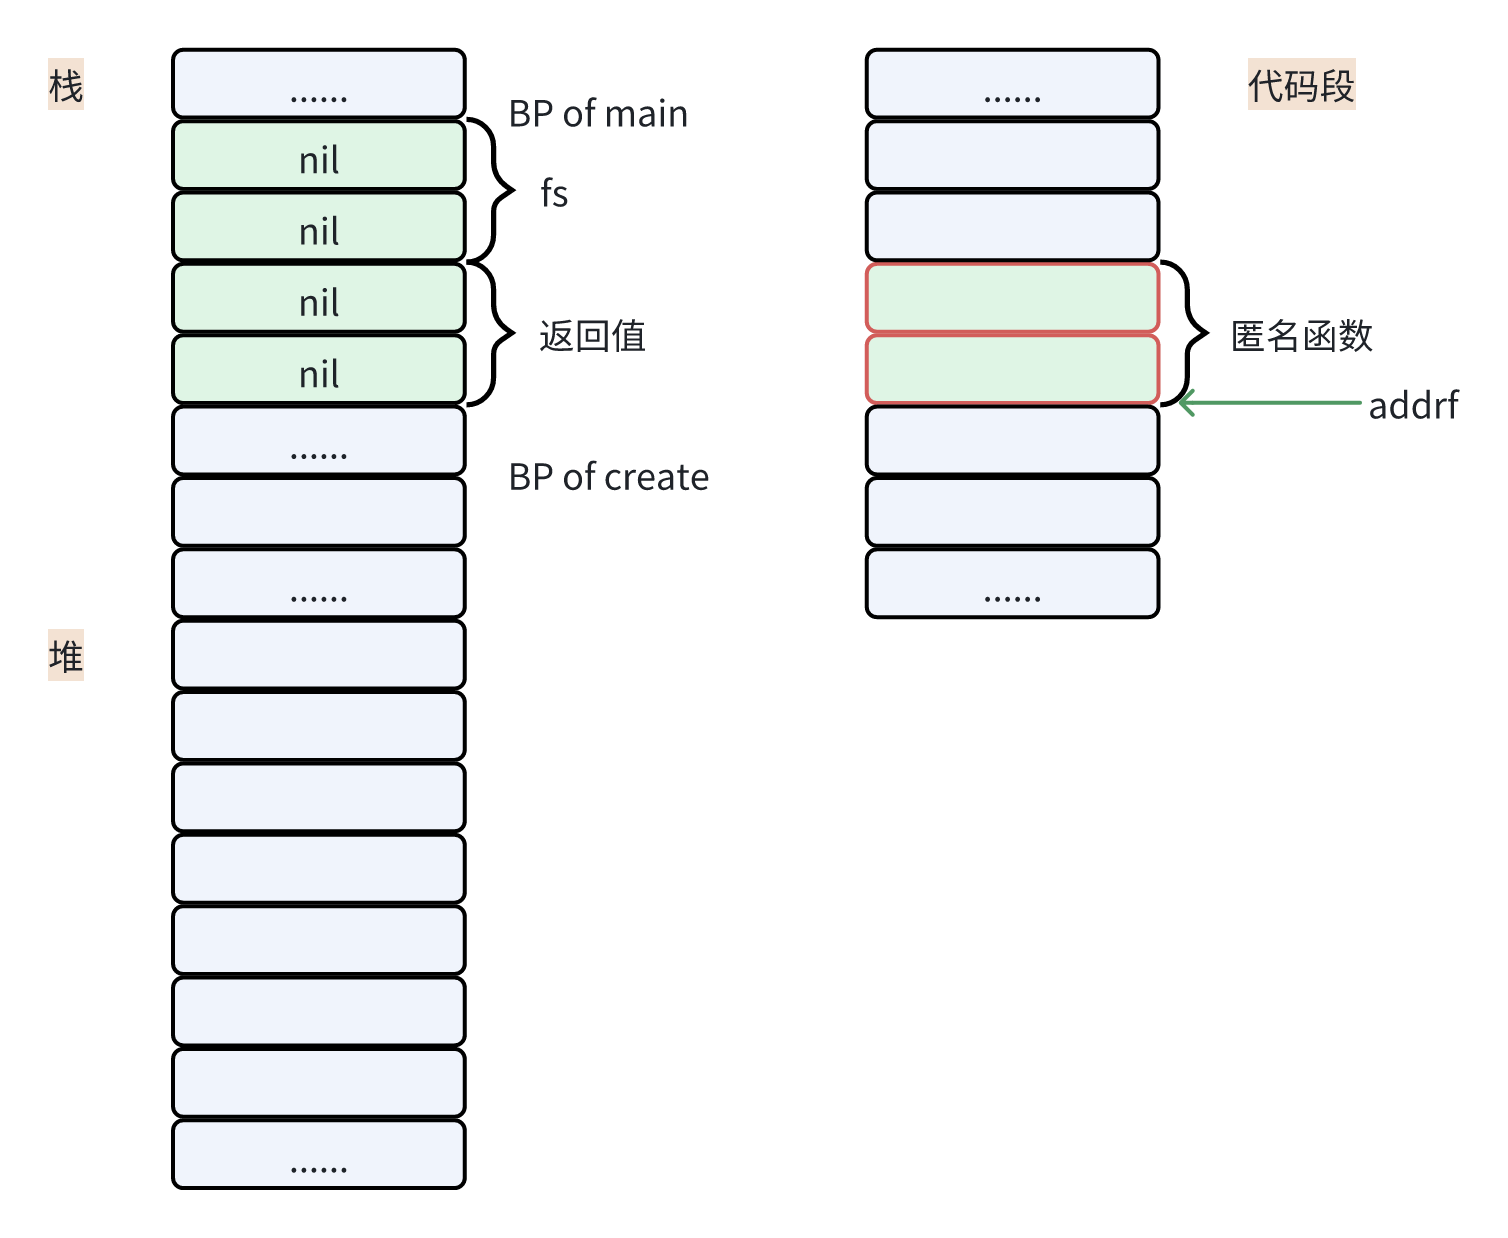 栈
......
BP of main
nil
fs
nil
nil
返回值
nil
......
BP of create
......
堆
......
......
代码段
匿名函数
addrf
......